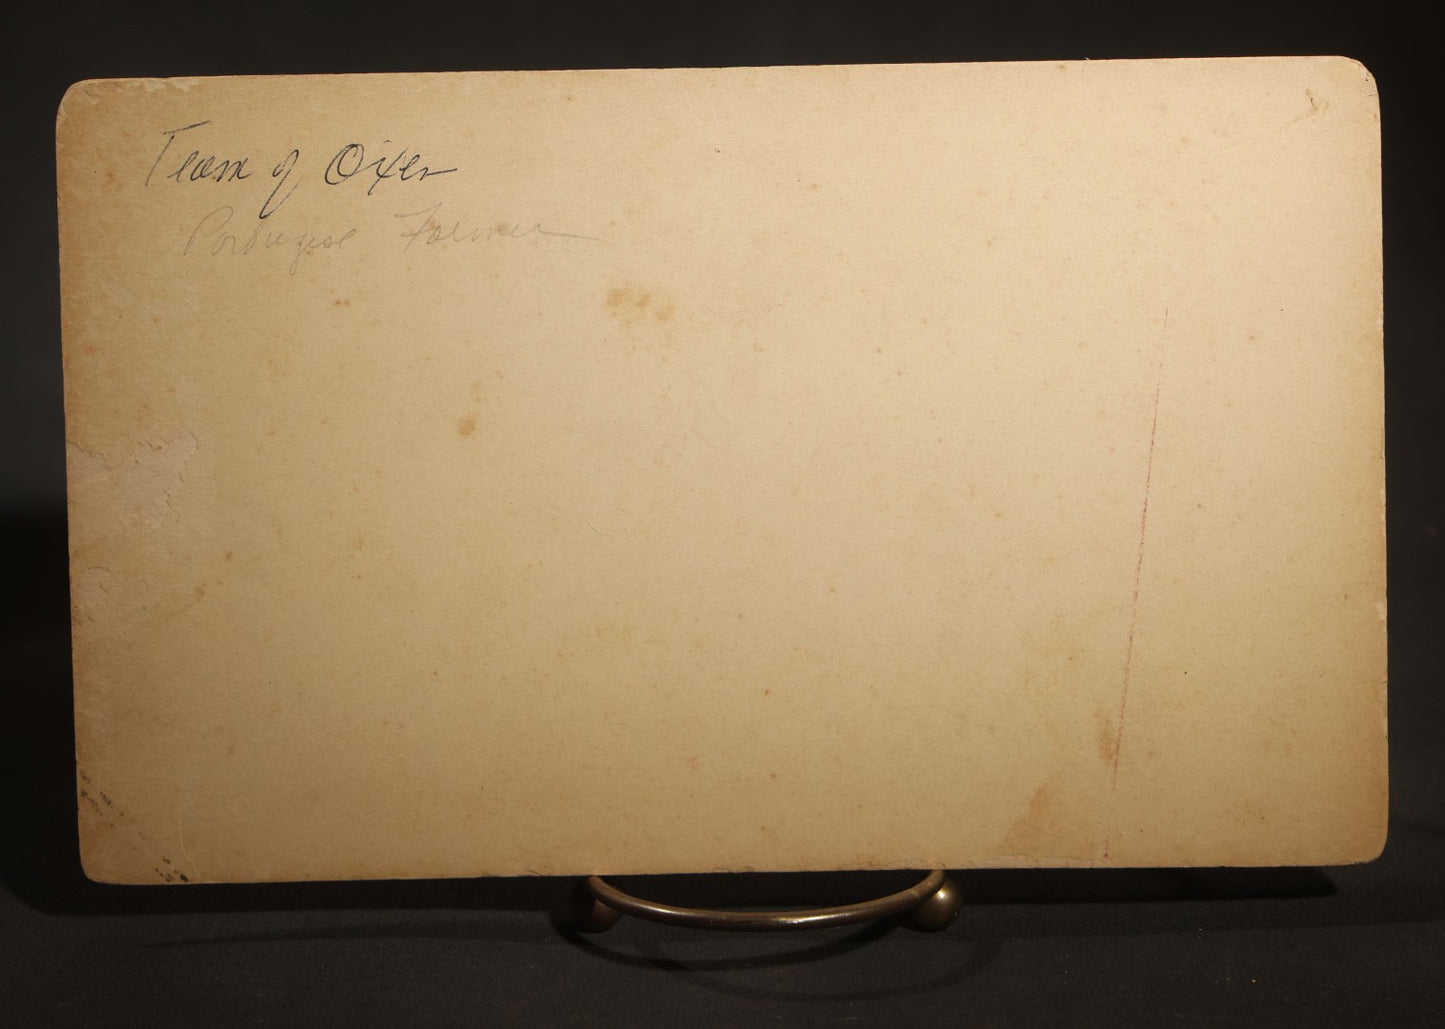 Team of Oxen
Portugese Farmer